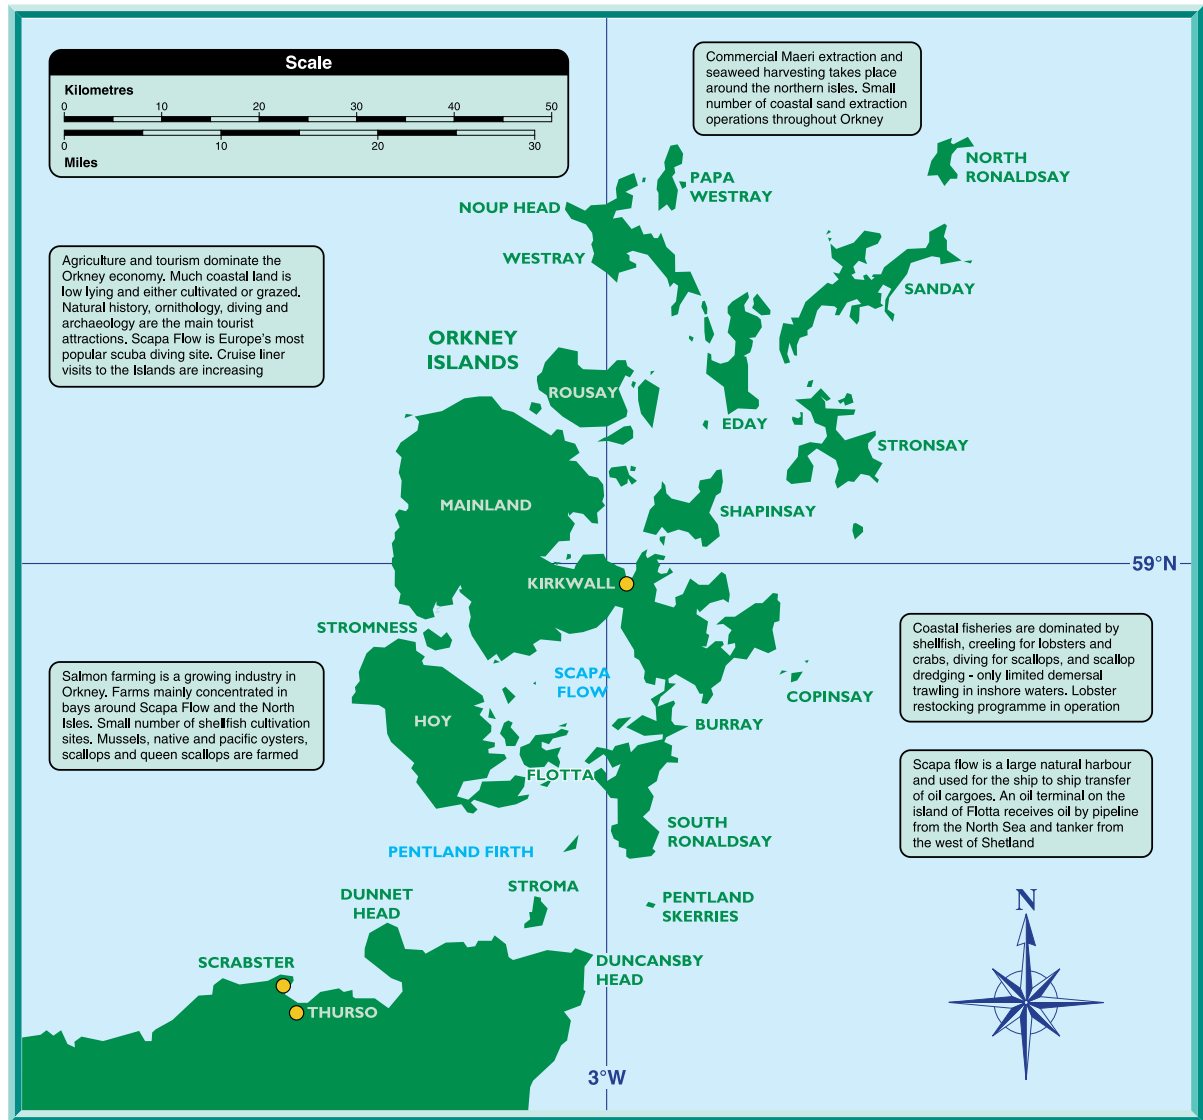 Scale
Kilometres
0 10 20 30 40 50
0 10 20 30
Miles
Commercial Maeri extraction and
seaweed harvesting takes place
around the northern isles. Small
number of coastal sand extraction
operations throughout Orkney
NORTH
RONALDSAY
PAPA
WESTRAY
NOUP HEAD
WESTRAY
SANDAY
Agriculture and tourism dominate the
Orkney economy. Much coastal land is
low lying and either cultivated or grazed.
Natural history, ornithology, diving and
archaeology are the main tourist
attractions. Scapa Flow is Europe's most
popular scuba diving site. Cruise liner
visits to the Islands are increasing
ORKNEY
ISLANDS
ROUSAY
EDAY
STRONSAY
MAINLAND
SHAPINSAY
59°N
KIRKWALL
STROMNESS
Coastal fisheries are dominated by
shellfish, creeling for lobsters and
crabs, diving for scallops, and scallop
dredging - only limited demersal
trawling in inshore waters. Lobster
restocking programme in operation
SCAPA
FLOW
COPINSAY
Salmon farming is a growing industry in
Orkney. Farms mainly concentrated in
bays around Scapa Flow and the North
Isles. Small number of shellfish cultivation
sites. Mussels, native and pacific oysters,
scallops and queen scallops are farmed
HOY
BURRAY
FLOTTA
Scapa flow is a large natural harbour
and used for the ship to ship transfer
of oil cargoes. An oil terminal on the
island of Flotta receives oil by pipeline
from the North Sea and tanker from
the west of Shetland
SOUTH
RONALDSAY
PENTLAND FIRTH
STROMA
DUNNET
HEAD
PENTLAND
SKERRIES
N
SCRABSTER
DUNCANSBY
HEAD
THURSO
3°W